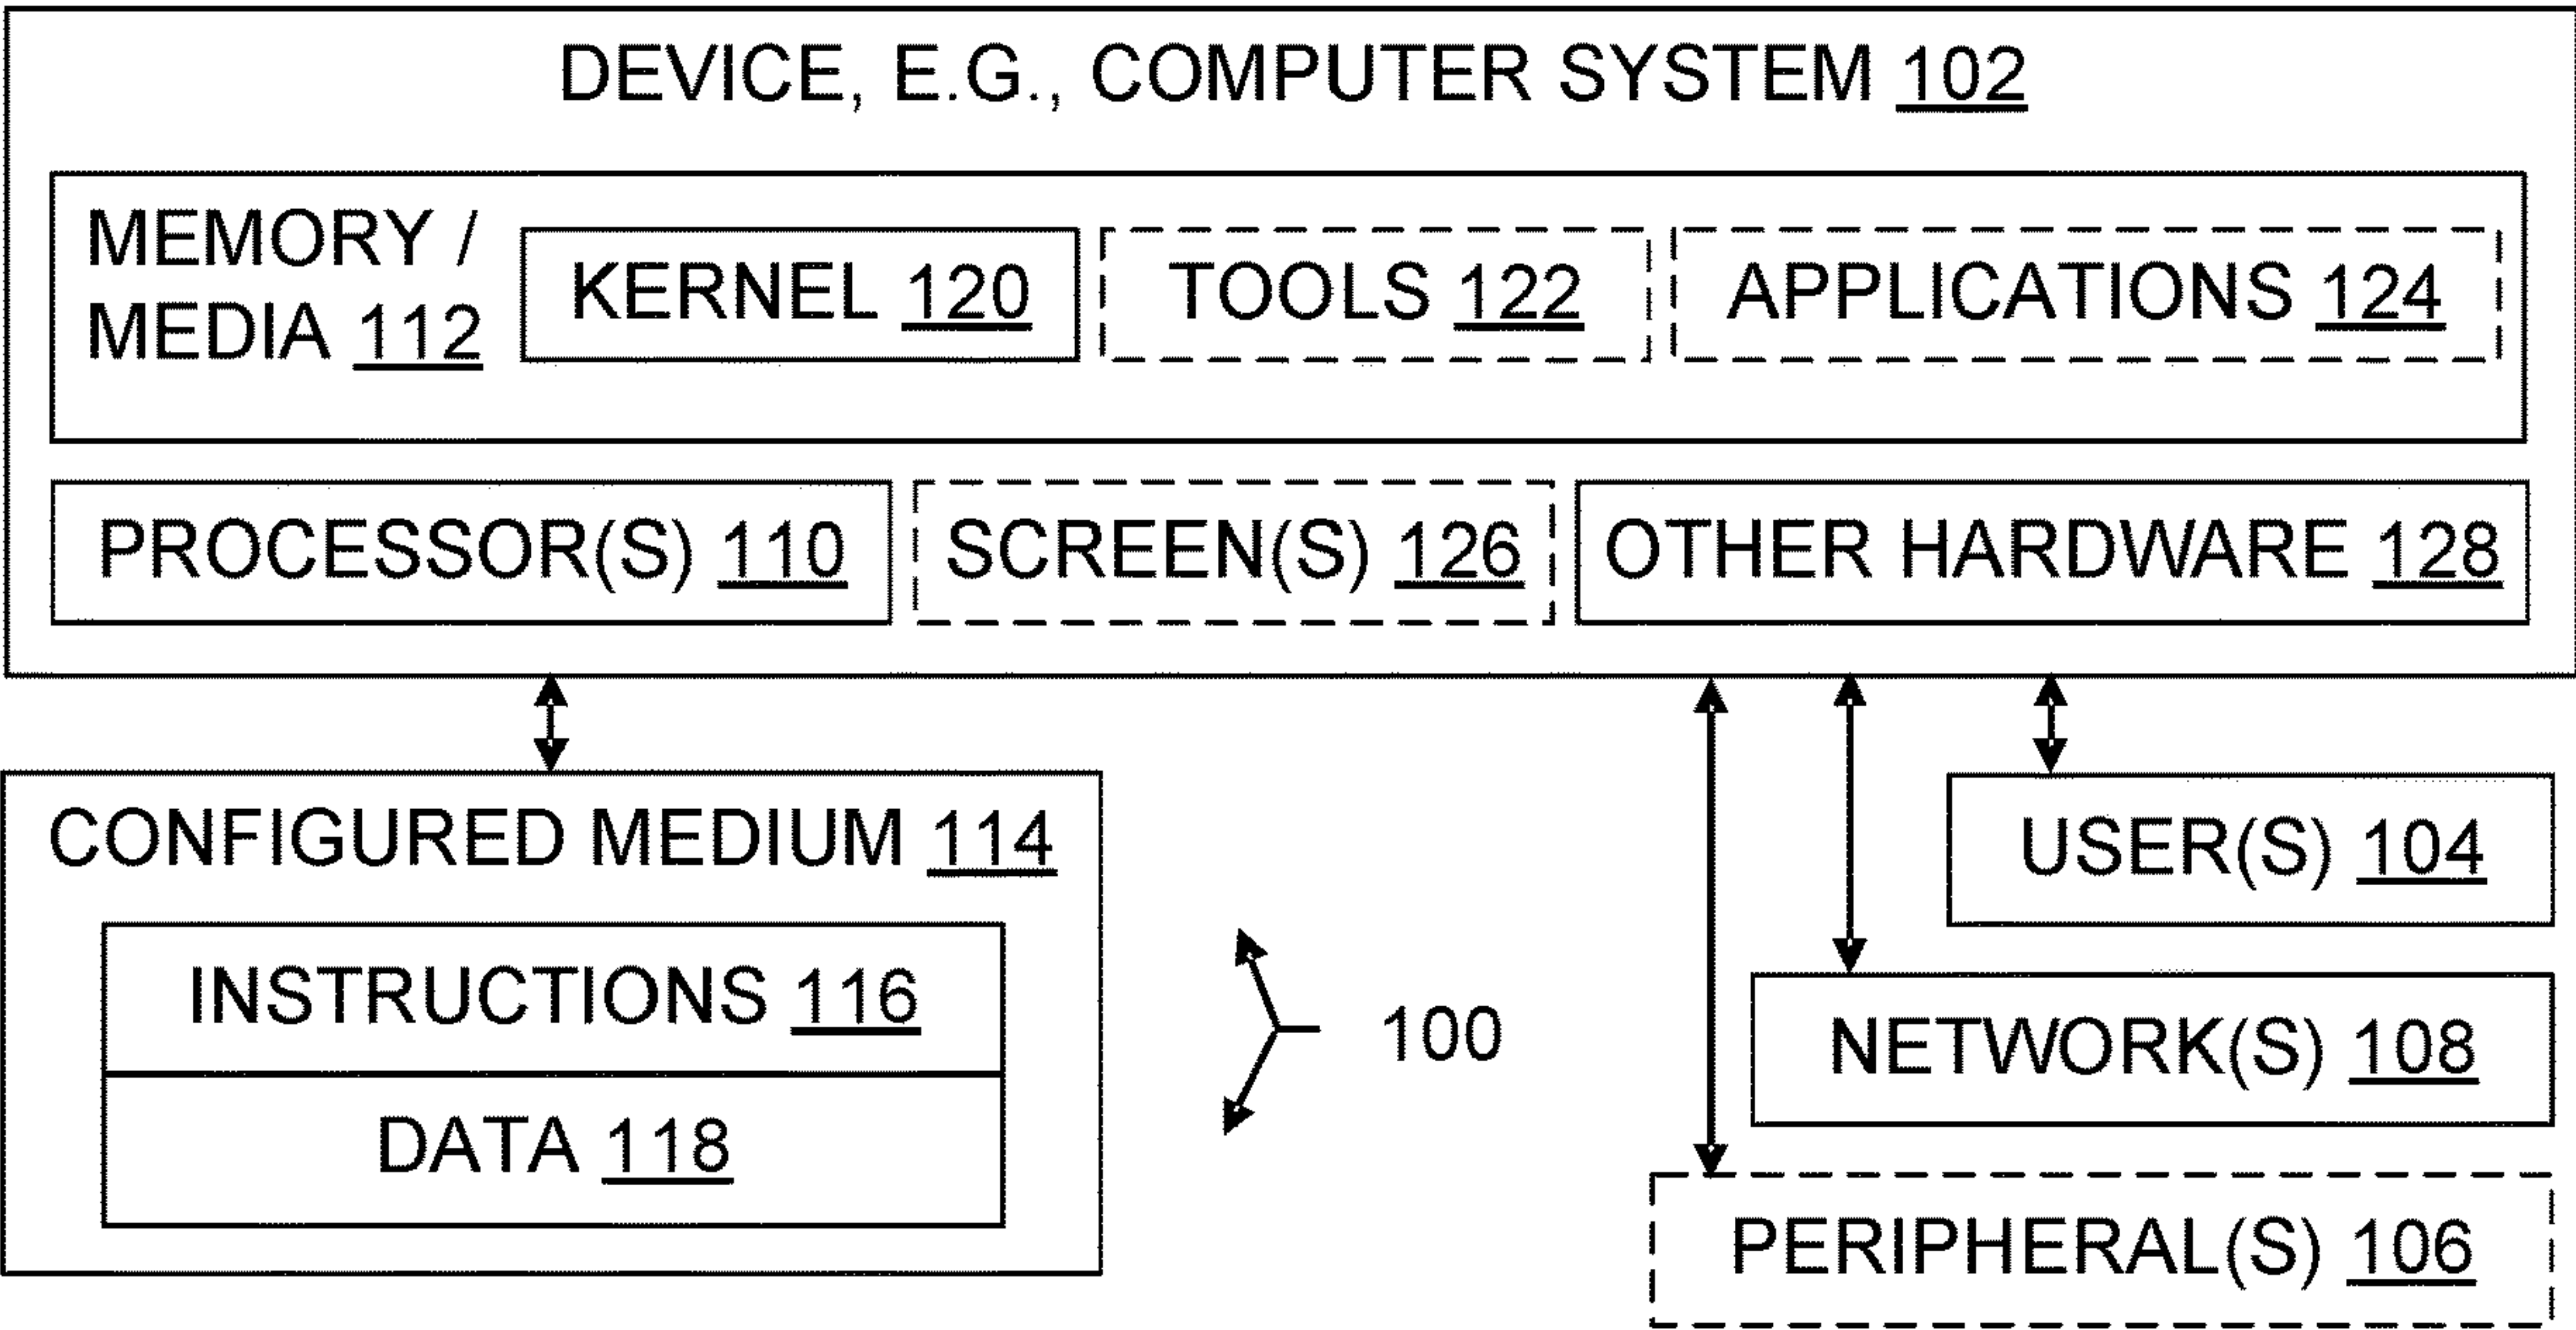 DEVICE, E.G., COMPUTER SYSTEM 102
MEMORY /
MEDIA 112
KERNEL 120
TOOLS 122
APPLICATIONS 124
PROCESSOR(S) 110
SCREEN(S) 126
OTHER HARDWARE 128
CONFIGURED MEDIUM 114
INSTRUCTIONS 116
DATA 118
100
USER(S) 104
NETWORK(S) 108
PERIPHERAL(S) 106